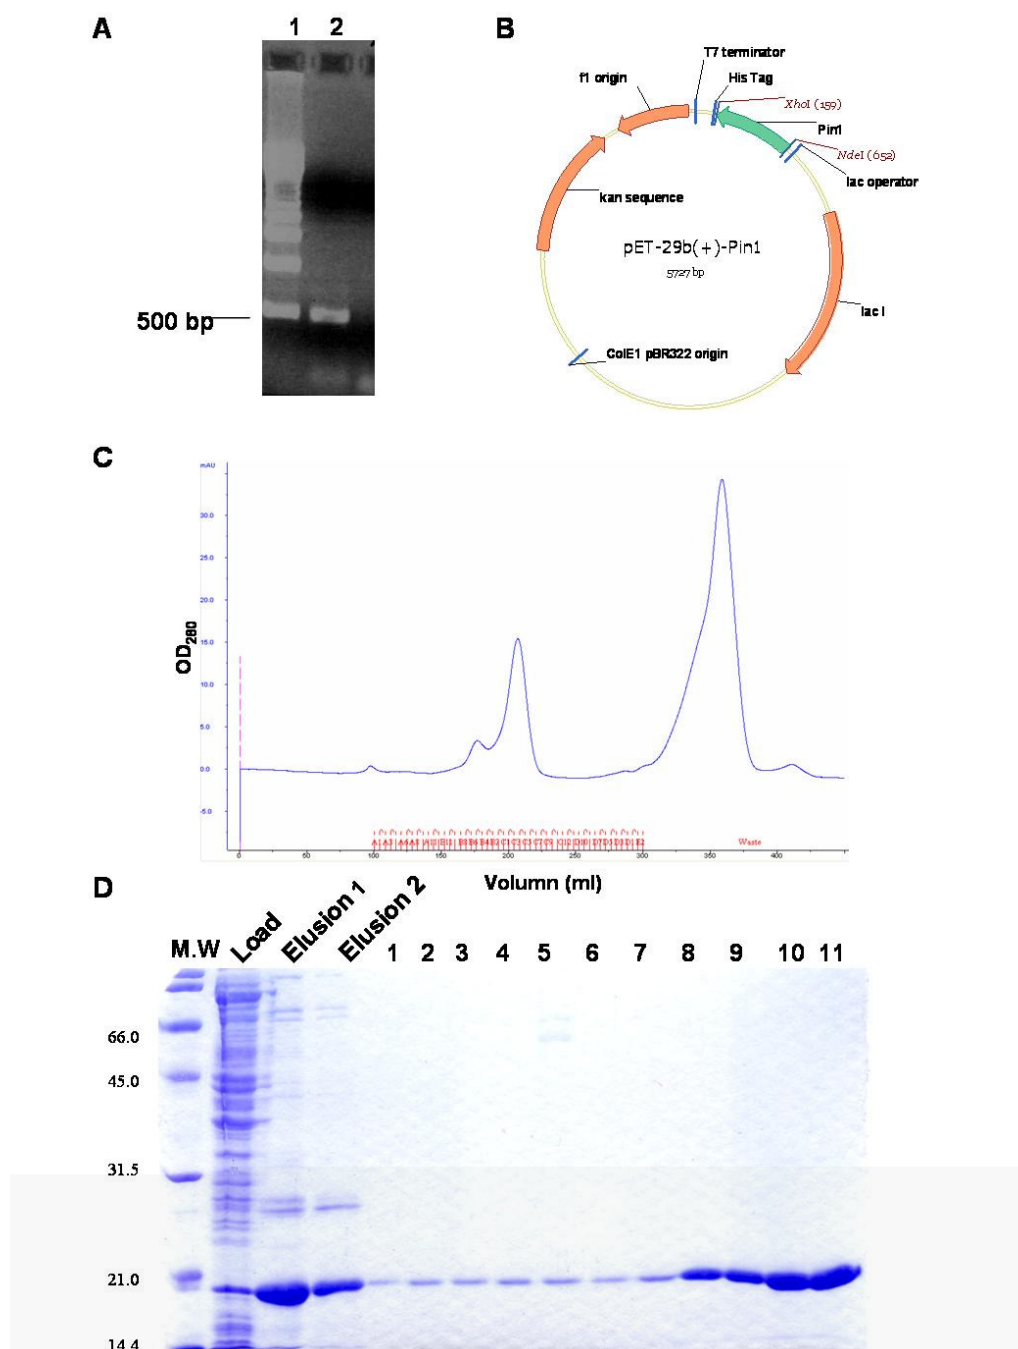 A
1 2
500 bp
B
T7 terminator
f1 origin
His Tag
XhoI (159)
Pin1
NdeI (652)
lac operator
kan sequence
pET-29b(+)-Pin1
5727 bp
lac I
ColE1 pBR322 origin
C
mAU
30.0
25.0
20.0
15.0
10.0
5.0
0.0
-5.0
OD280
Waste
0 50 100 150 200 250 300 350 400
Volumn (ml)
D
M.W Load Elusion 1 Elusion 2 1 2 3 4 5 6 7 8 9 10 11
66.0
45.0
31.5
21.0
14.4